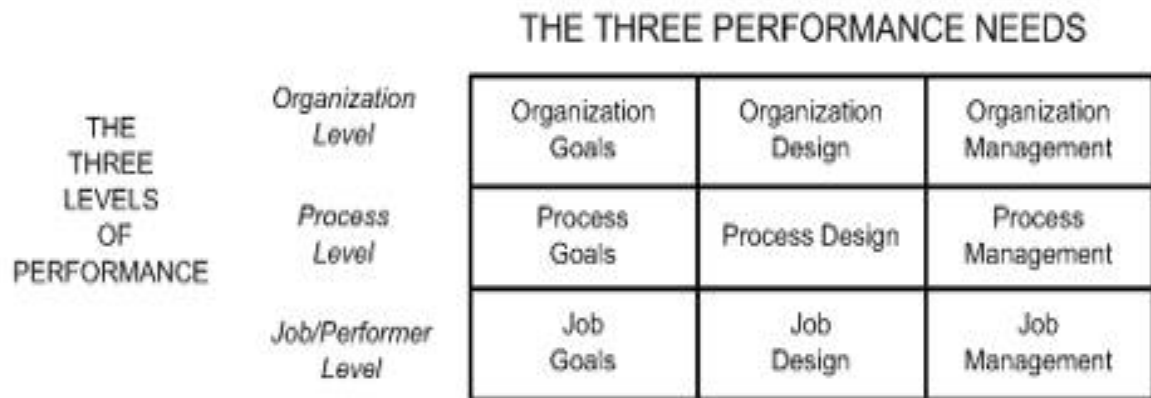 THE THREE PERFORMANCE NEEDS
THE
THREE
LEVELS
OF
PERFORMANCE
Organization
Level
Organization
Goals
Organization
Design
Organization
Management
Process
Level
Process
Goals
Process Design
Process
Management
Job/Performer
Level
Job
Goals
Job
Design
Job
Management